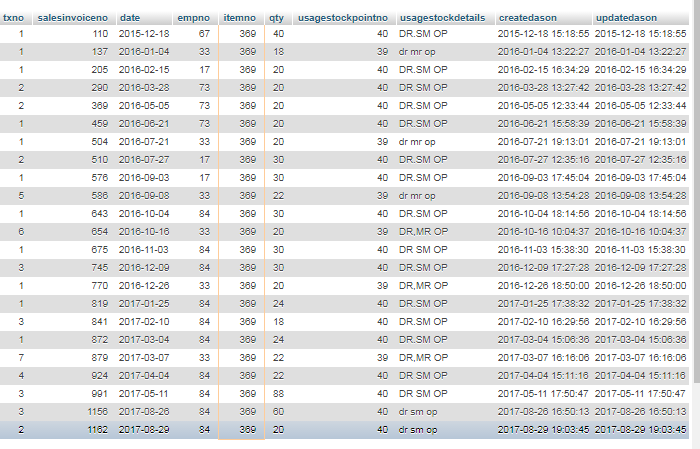 txno salesinvoiceno date empno itemno qty usagestockpointno usagestockdetails createdason updatedason
1 110 2015-12-18 67 369 40 40 DR.SM OP 2015-12-18 15:18:55 2015-12-18 15:18:55
1 137 2016-01-04 33 369 18 39 dr mr op 2016-01-04 13:22:27 2016-01-04 13:22:27
1 205 2016-02-15 17 369 20 40 DR.SM OP 2016-02-15 16:34:29 2016-02-15 16:34:29
2 290 2016-03-28 73 369 20 40 DR.SM OP 2016-03-28 13:27:42 2016-03-28 13:27:42
2 369 2016-05-05 73 369 20 40 DR.SM OP 2016-05-05 12:33:44 2016-05-05 12:33:44
1 459 2016-06-21 73 369 20 40 DR.SM OP 2016-06-21 15:58:39 2016-06-21 15:58:39
1 504 2016-07-21 33 369 20 39 dr mr op 2016-07-21 19:13:01 2016-07-21 19:13:01
2 510 2016-07-27 17 369 30 40 DR.SM OP 2016-07-27 12:35:16 2016-07-27 12:35:16
1 576 2016-09-03 17 369 30 40 DR.SM OP 2016-09-03 17:45:04 2016-09-03 17:45:04
5 586 2016-09-08 33 369 22 39 dr mr op 2016-09-08 13:54:28 2016-09-08 13:54:28
1 643 2016-10-04 84 369 30 40 DR.SM OP 2016-10-04 18:14:56 2016-10-04 18:14:56
6 654 2016-10-16 33 369 20 39 DR,MR OP 2016-10-16 10:04:37 2016-10-16 10:04:37
1 675 2016-11-03 84 369 30 40 DR.SM OP 2016-11-03 15:38:30 2016-11-03 15:38:30
3 745 2016-12-09 84 369 30 40 DR.SM OP 2016-12-09 17:27:28 2016-12-09 17:27:28
1 770 2016-12-26 33 369 20 39 DR,MR OP 2016-12-26 18:50:00 2016-12-26 18:50:00
1 819 2017-01-25 84 369 24 40 DR.SM OP 2017-01-25 17:38:32 2017-01-25 17:38:32
3 841 2017-02-10 84 369 18 40 DR.SM OP 2017-02-10 16:29:56 2017-02-10 16:29:56
1 872 2017-03-04 84 369 24 40 DR.SM OP 2017-03-04 15:06:36 2017-03-04 15:06:36
7 879 2017-03-07 33 369 22 39 DR,MR OP 2017-03-07 16:16:06 2017-03-07 16:16:06
4 924 2017-04-04 84 369 22 40 DR.SM OP 2017-04-04 15:11:16 2017-04-04 15:11:16
3 991 2017-05-11 84 369 88 40 DR.SM OP 2017-05-11 17:50:47 2017-05-11 17:50:47
3 1156 2017-08-26 84 369 60 40 dr sm op 2017-08-26 16:50:13 2017-08-26 16:50:13
2 1162 2017-08-29 84 369 20 40 dr sm op 2017-08-29 19:03:45 2017-08-29 19:03:45